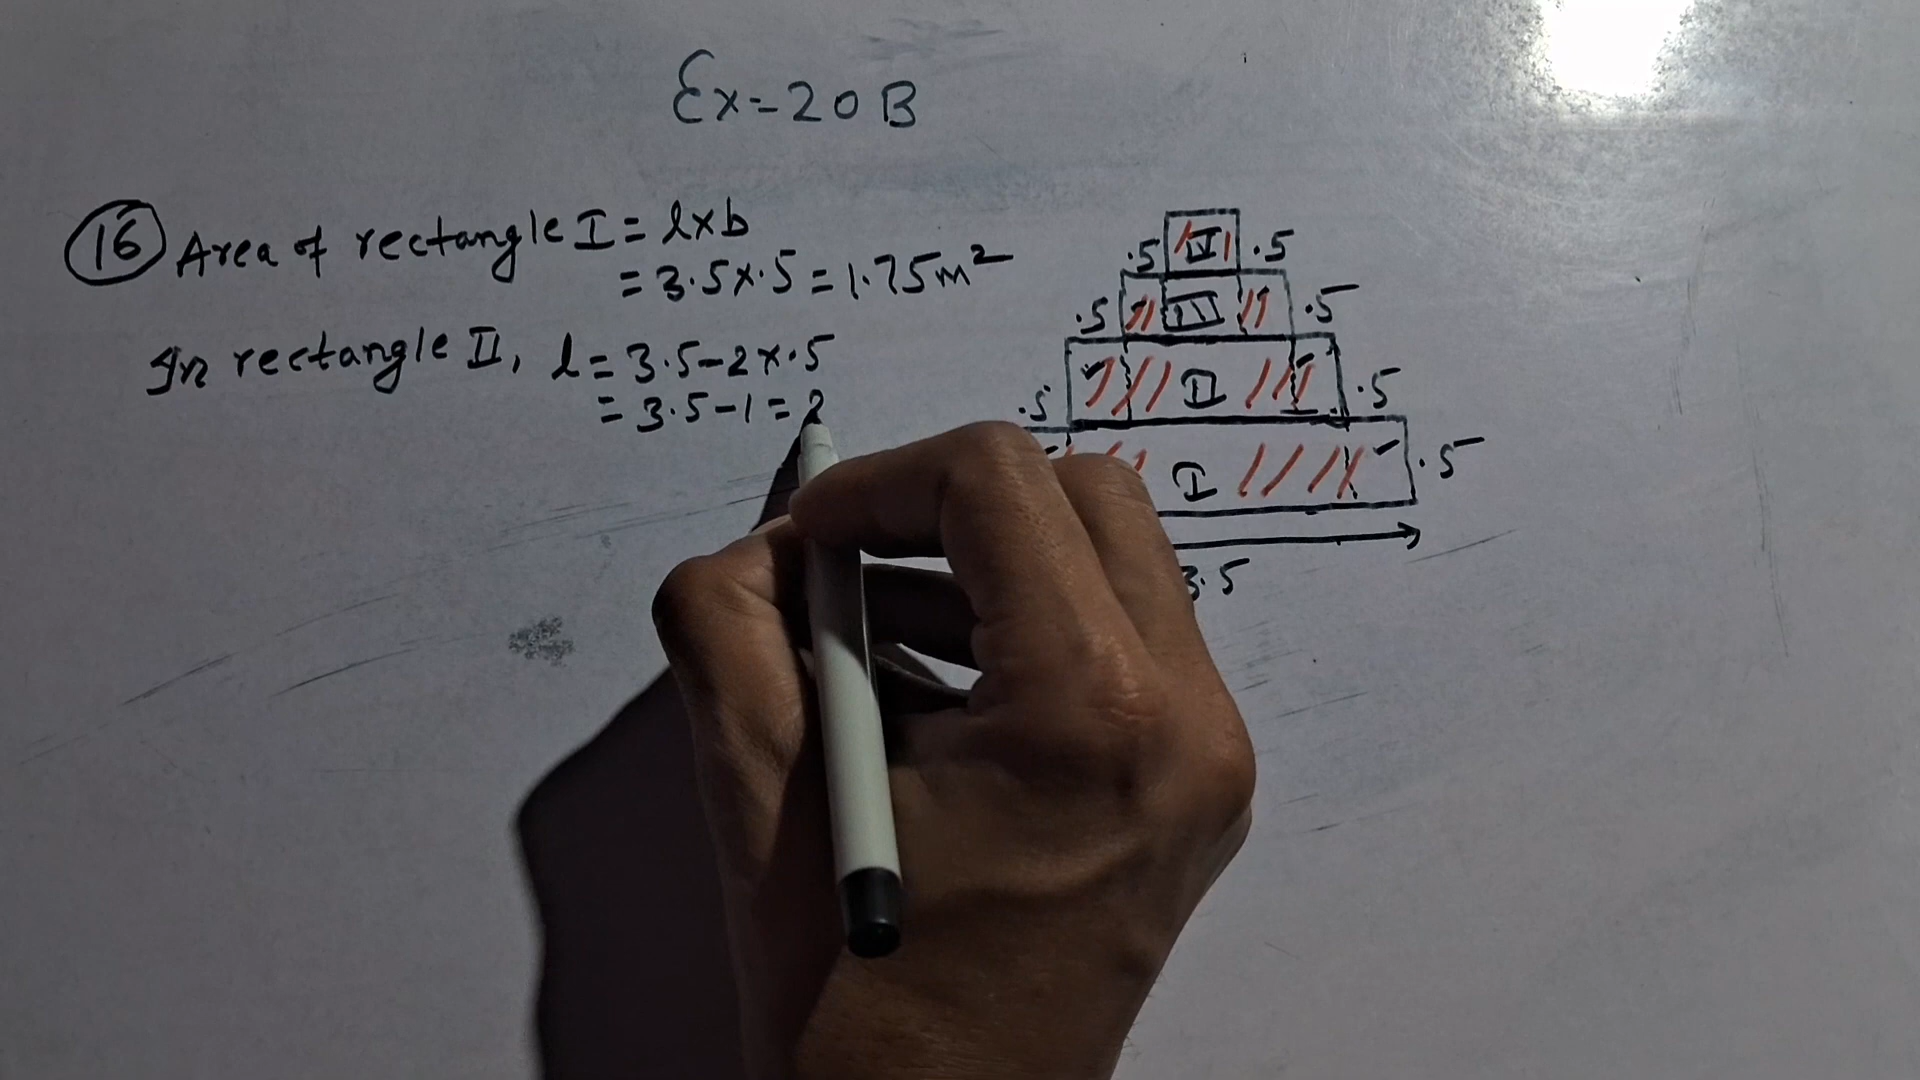 Ex-20B
16 Area of rectangle I = l×b
= 3.5×.5 = 1.75m²
In rectangle II, l = 3.5-2×.5
= 3.5-1 = 2
IV
.5 .5
III
.5 .5
II
.5 .5
I
.5
3.5